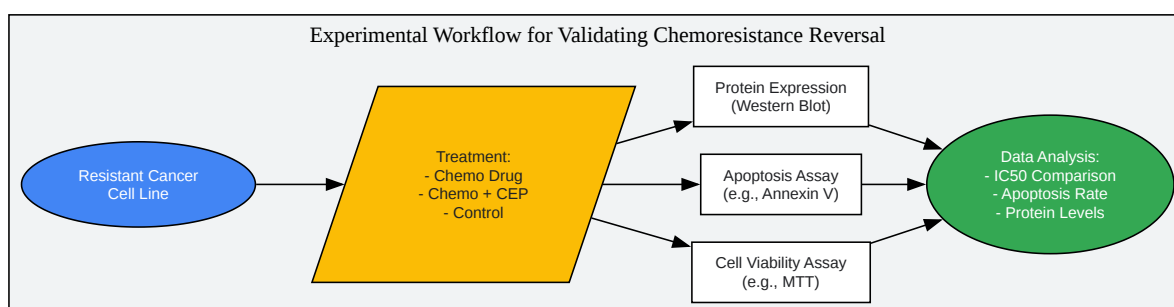 Experimental Workflow for Validating Chemoresistance Reversal
Resistant Cancer
Cell Line
Treatment:
- Chemo Drug
- Chemo + CEP
- Control
Protein Expression
(Western Blot)
Apoptosis Assay
(e.g., Annexin V)
Cell Viability Assay
(e.g., MTT)
Data Analysis:
- IC50 Comparison
- Apoptosis Rate
- Protein Levels